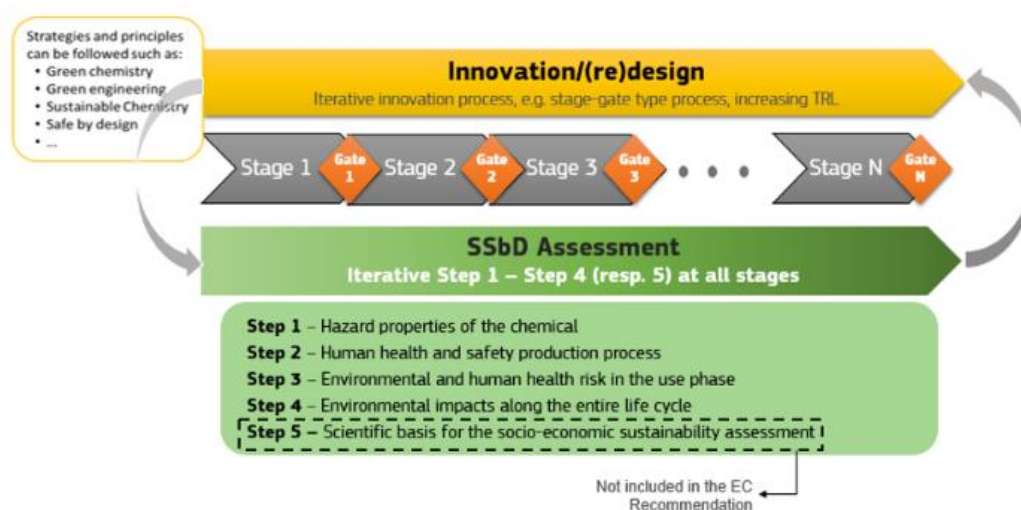 Strategies and principles
can be followed such as:
• Green chemistry
• Green engineering
• Sustainable Chemistry
• Safe by design
• ...
Innovation/(re)design
Iterative innovation process, e.g. stage-gate type process, increasing TRL
Stage 1
Gate
1
Stage 2
Gate
2
Stage 3
Gate
3
• • •
Stage N
Gate
N
SSbD Assessment
Iterative Step 1 – Step 4 (resp. 5) at all stages
Step 1 – Hazard properties of the chemical
Step 2 – Human health and safety production process
Step 3 – Environmental and human health risk in the use phase
Step 4 – Environmental impacts along the entire life cycle
Step 5 – Scientific basis for the socio-economic sustainability assessment
Not included in the EC
Recommendation